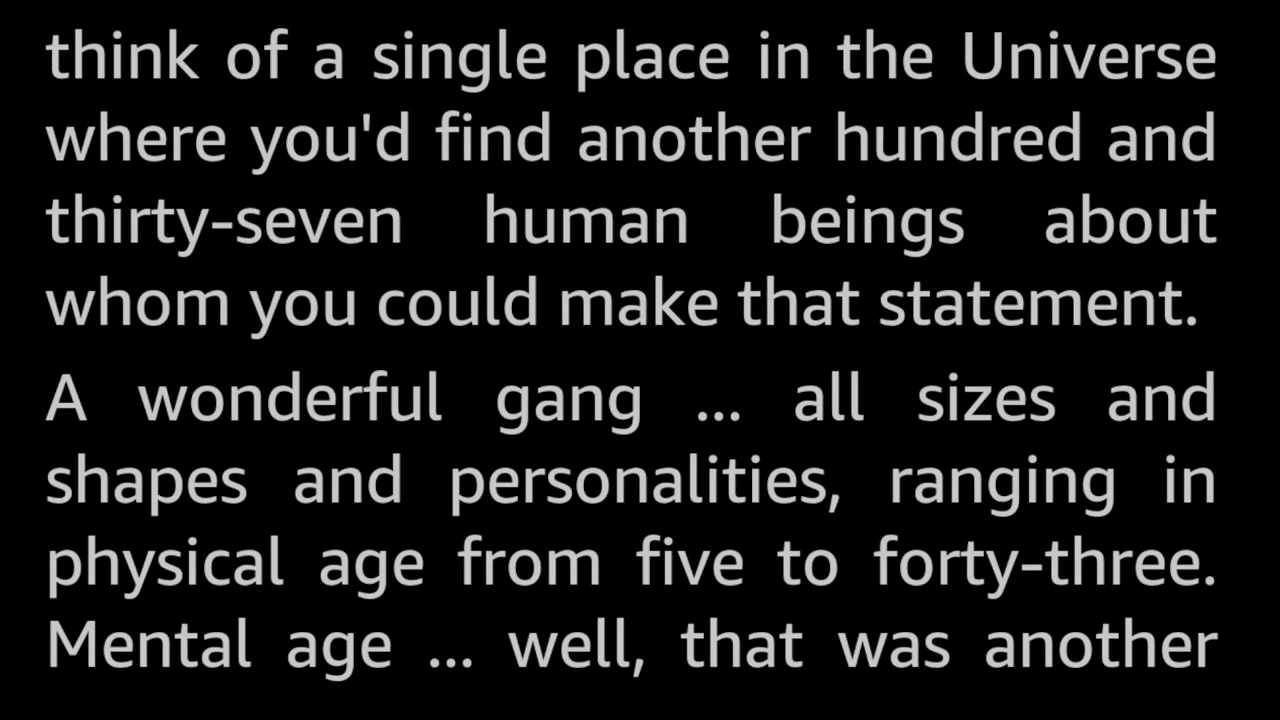 think of a single place in the Universe
where you'd find another hundred and
thirty-seven human beings about
whom you could make that statement.
A wonderful gang ... all sizes and
shapes and personalities, ranging in
physical age from five to forty-three.
Mental age ... well, that was another